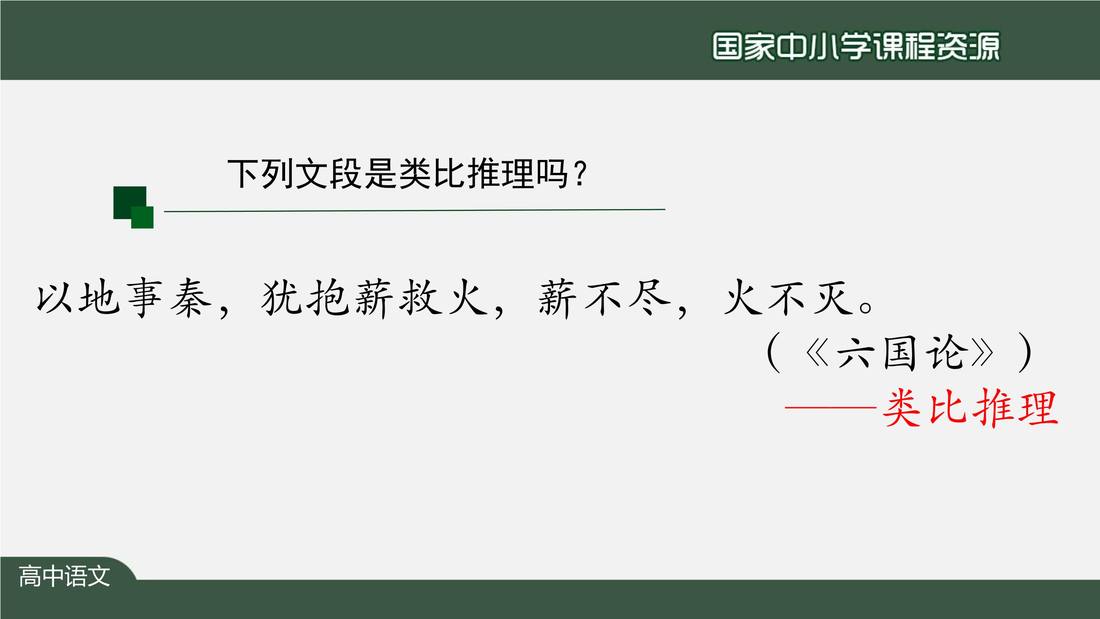 国家中小学课程资源
下列文段是类比推理吗？
以地事秦，犹抱薪救火，薪不尽，火不灭。
（《六国论》）
——类比推理
高中语文